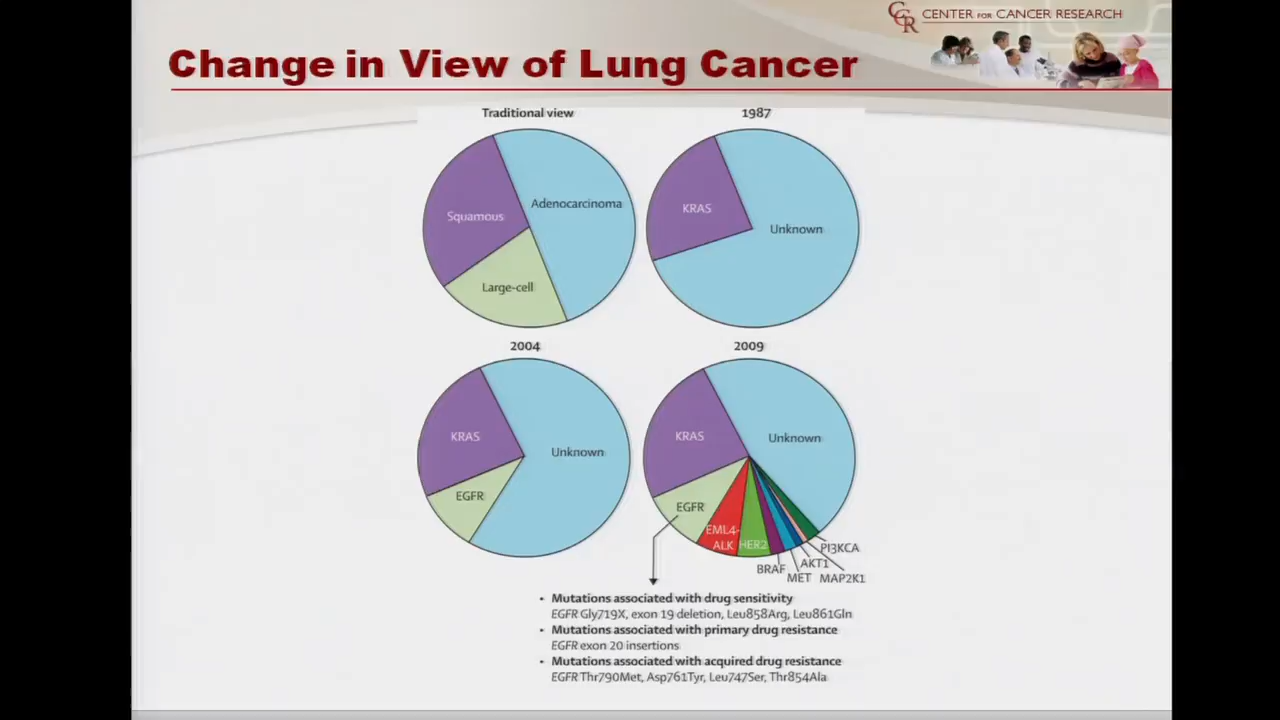 CCR CENTER FOR CANCER RESEARCH
Change in View of Lung Cancer
Traditional view
Squamous
Adenocarcinoma
Large-cell
1987
KRAS
Unknown
2004
KRAS
Unknown
EGFR
2009
KRAS
Unknown
EGFR
EML4-
ALK
HER2
BRAF
MET
AKT1
MAP2K1
PI3KCA
• Mutations associated with drug sensitivity
EGFR Gly719X, exon 19 deletion, Leu858Arg, Leu861Gln
• Mutations associated with primary drug resistance
EGFR exon 20 insertions
• Mutations associated with acquired drug resistance
EGFR Thr790Met, Asp761Tyr, Leu747Ser, Thr854Ala